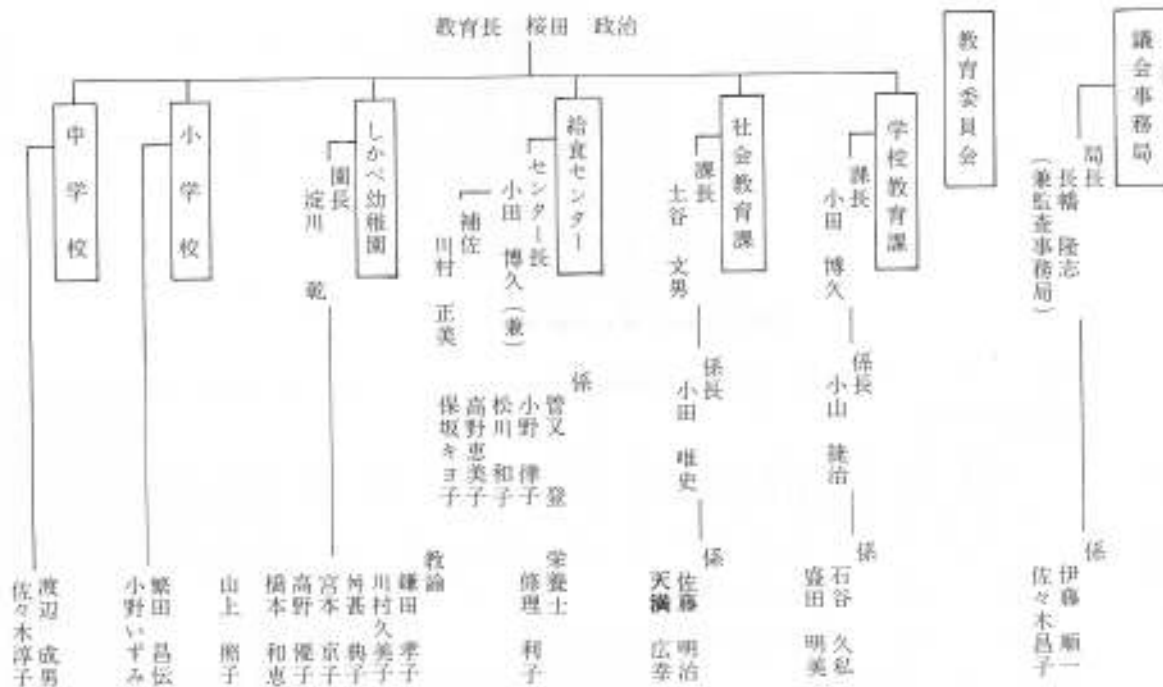 議会事務局
局長
長幡 隆志
(兼監査事務局)
係
伊藤 順一
佐々木昌子
教育委員会
教育長 桜田 政治
学校教育課
課長
小田 博久
係長
小山
係
石谷 久私
盛田 明美
社会教育課
課長
土谷 文男
係長
小田 唯史
係
佐藤 明治
天満 広幸
給食センター
センター長
小田 博久(兼)
補佐
川村 正美
係
管又 登
小野 律子
松川 和子
高野恵美子
保坂キヨ子
栄養士
修理 利子
しかべ幼稚園
園長
淀川 乾
教諭
鎌田 孝子
川村久美子
典子
宮本 京子
高野 優子
橋本 和恵
山上 照子
小学校
繁田 昌伝
小野いずみ
中学校
渡辺 成男
佐々木淳子